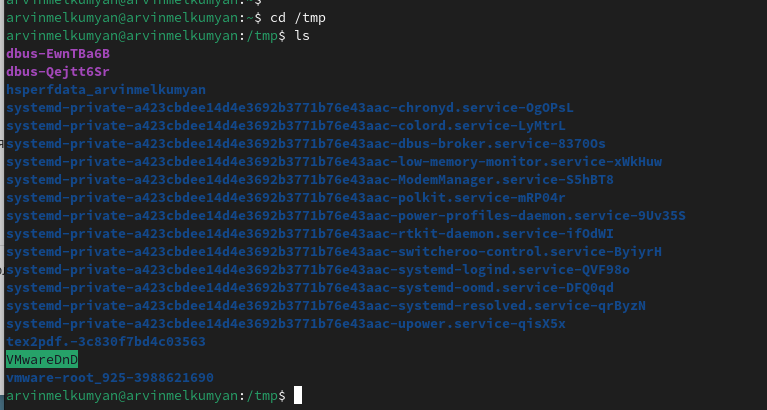 arvinmelkumyan@arvinmelkumyan:~$
arvinmelkumyan@arvinmelkumyan:~$ cd /tmp
arvinmelkumyan@arvinmelkumyan:/tmp$ ls
dbus-EwnTBa6B
dbus-Qejtt6Sr
hsperfdata_arvinmelkumyan
systemd-private-a423cbdee14d4e3692b3771b76e43aac-chronyd.service-OgOPsL
systemd-private-a423cbdee14d4e3692b3771b76e43aac-colord.service-LyMtrL
systemd-private-a423cbdee14d4e3692b3771b76e43aac-dbus-broker.service-8370Os
systemd-private-a423cbdee14d4e3692b3771b76e43aac-low-memory-monitor.service-xWkHuw
systemd-private-a423cbdee14d4e3692b3771b76e43aac-ModemManager.service-S5hBT8
systemd-private-a423cbdee14d4e3692b3771b76e43aac-polkit.service-mRP04r
systemd-private-a423cbdee14d4e3692b3771b76e43aac-power-profiles-daemon.service-9Uv35S
systemd-private-a423cbdee14d4e3692b3771b76e43aac-rtkit-daemon.service-ifOdWI
systemd-private-a423cbdee14d4e3692b3771b76e43aac-switcheroo-control.service-ByiyrH
systemd-private-a423cbdee14d4e3692b3771b76e43aac-systemd-logind.service-QVF98o
systemd-private-a423cbdee14d4e3692b3771b76e43aac-systemd-oomd.service-DFQ0qd
systemd-private-a423cbdee14d4e3692b3771b76e43aac-systemd-resolved.service-qrByzN
systemd-private-a423cbdee14d4e3692b3771b76e43aac-upower.service-qisX5x
tex2pdf.-3c830f7bd4c03563
VMwareDnD
vmware-root_925-3988621690
arvinmelkumyan@arvinmelkumyan:/tmp$